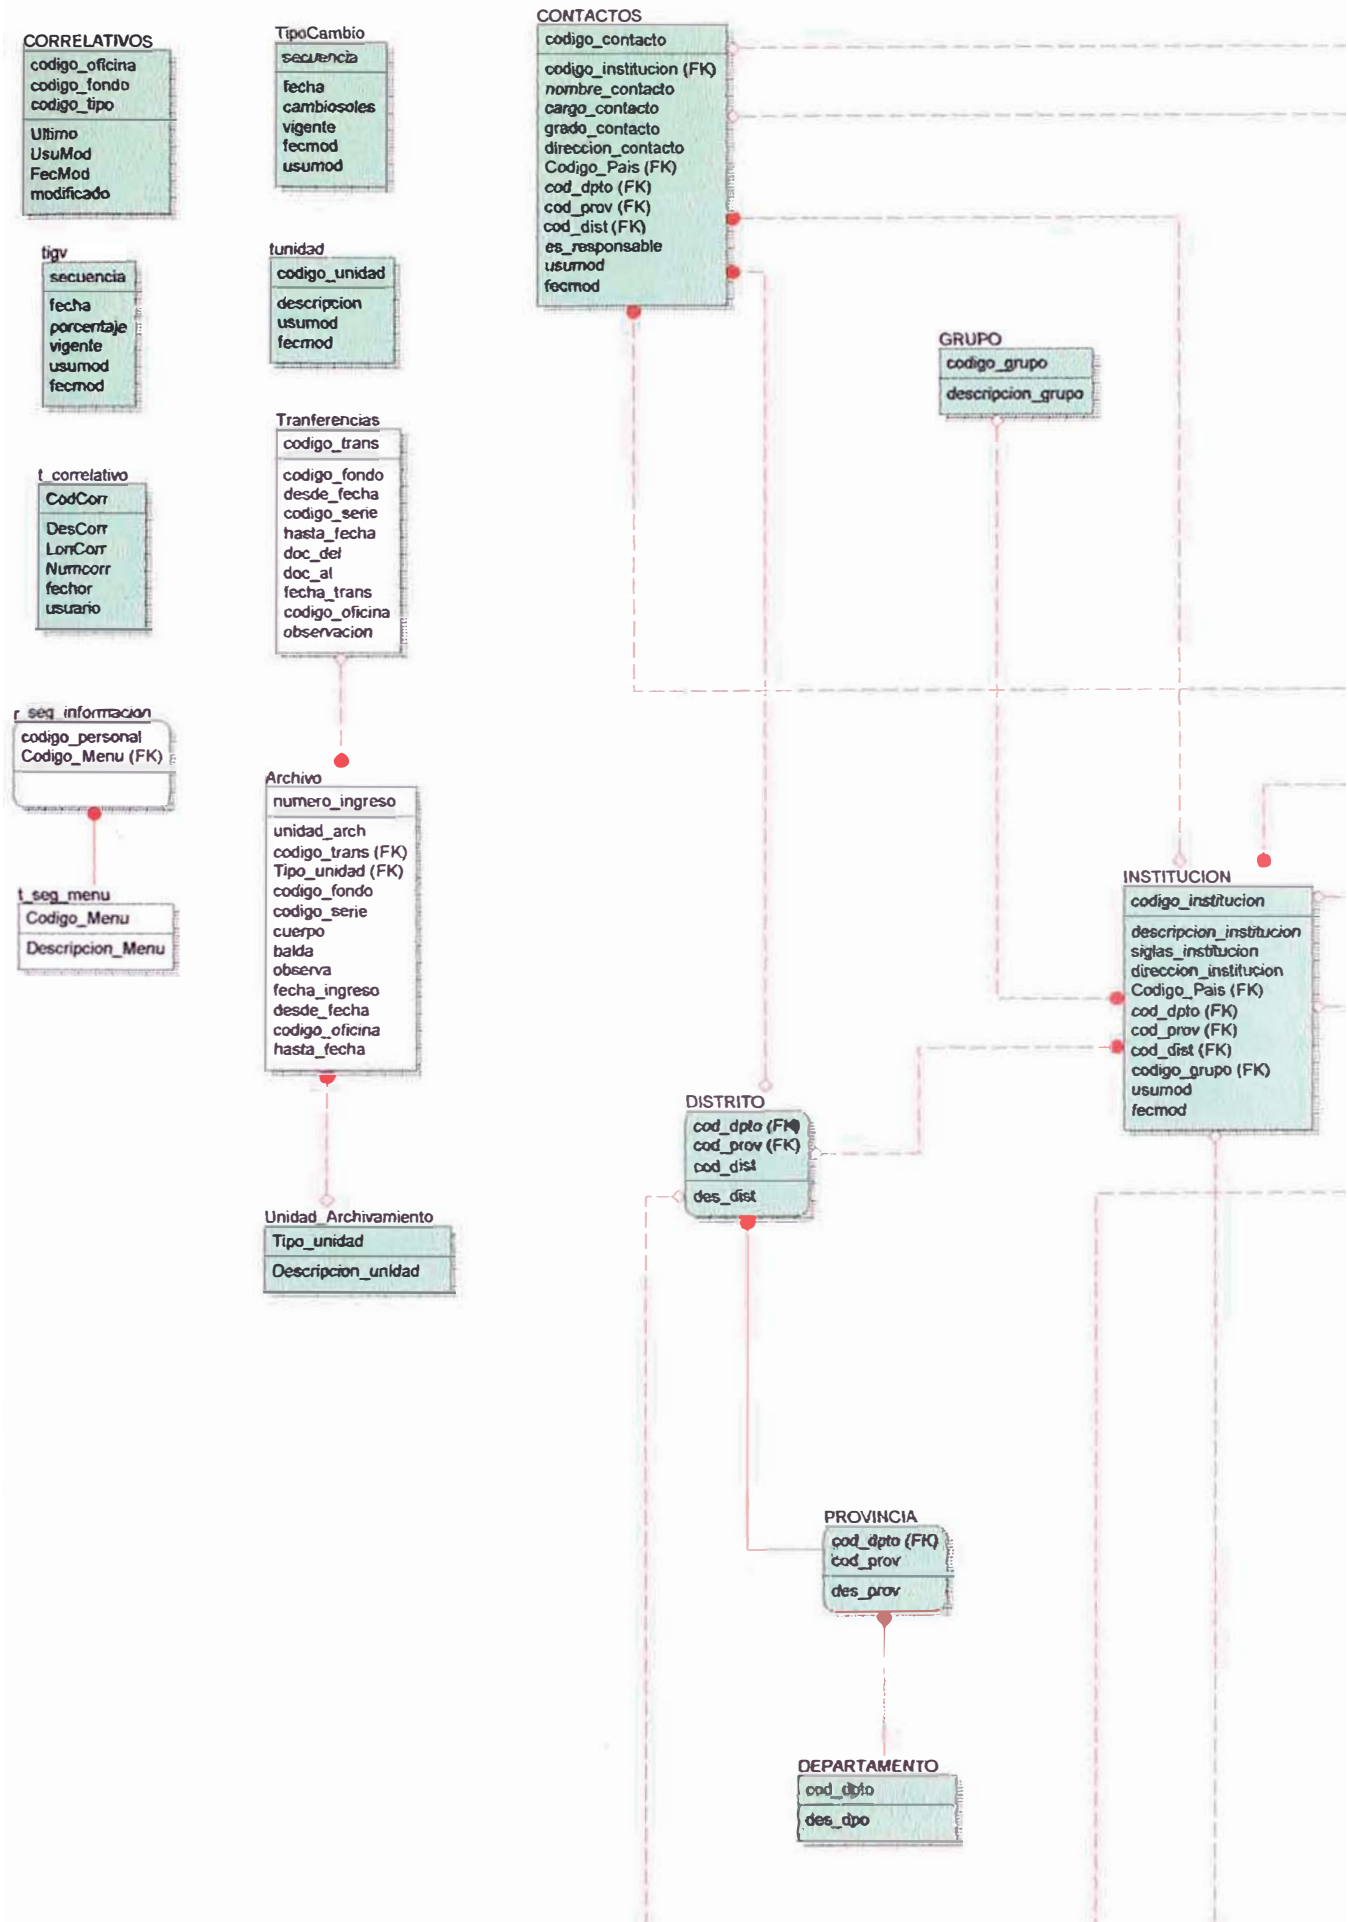 CORRELATIVOS
codigo_oficina
codigo_fondo
codigo_tipo
Ultimo
UsuMod
FecMod
modificado
TipoCambio
secuencia
fecha
cambiosoles
vigente
fecmod
usumod
CONTACTOS
codigo_contacto
codigo_institucion (FK)
nombre_contacto
cargo_contacto
grado_contacto
direccion_contacto
Codigo_Pais (FK)
cod_dpto (FK)
cod_prov (FK)
cod_dist (FK)
es_responsable
usumod
fecmod
tigv
secuencia
fecha
porcentaje
vigente
usumod
fecmod
tunidad
codigo_unidad
descripcion
usumod
fecmod
GRUPO
codigo_grupo
descripcion_grupo
t_correlativo
CodCorr
DesCorr
LonCorr
Numcorr
fechor
usuario
Tranferencias
codigo_trans
codigo_fondo
desde_fecha
codigo_serie
hasta_fecha
doc_del
doc_al
fecha_trans
codigo_oficina
observacion
r_seg_informacion
codigo_personal
Codigo_Menu (FK)
t_seg_menu
Codigo_Menu
Descripcion_Menu
Archivo
numero_ingreso
unidad_arch
codigo_trans (FK)
Tipo_unidad (FK)
codigo_fondo
codigo_serie
cuerpo
balda
observa
fecha_ingreso
desde_fecha
codigo_oficina
hasta_fecha
INSTITUCION
codigo_institucion
descripcion_institucion
siglas_institucion
direccion_institucion
Codigo_Pais (FK)
cod_dpto (FK)
cod_prov (FK)
cod_dist (FK)
codigo_grupo (FK)
usumod
fecmod
DISTRITO
cod_dpto (FK)
cod_prov (FK)
cod_dist
des_dist
Unidad_Archivamiento
Tipo_unidad
Descripcion_unidad
PROVINCIA
cod_dpto (FK)
cod_prov
des_prov
DEPARTAMENTO
cod_dpto
des_dpo